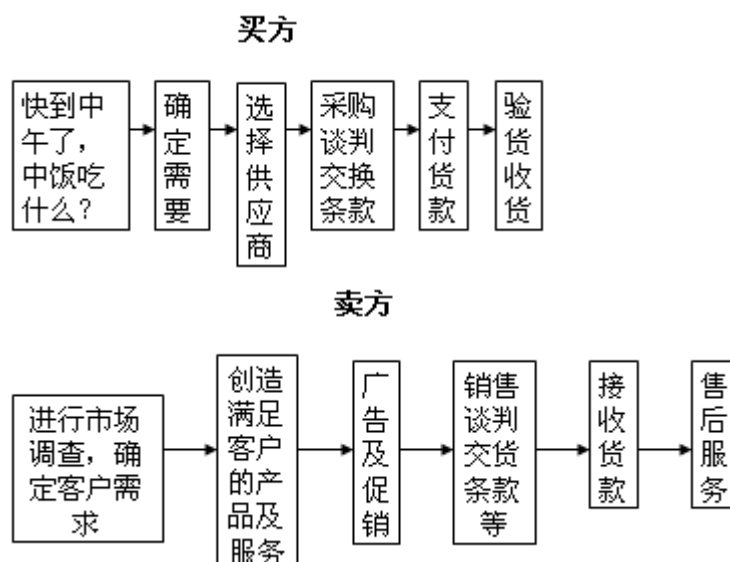 买方
快到中
午了，
中饭吃
什么？
确
定
需
要
选
择
供
应
商
采购
谈判
交换
条款
支
付
货
款
验
货
收
货
卖方
进行市场
调查，确
定客户需
求
创造
满足
客户
的产
品及
服务
广
告
及
促
销
销售
谈判
交货
条款
等
接
收
货
款
售
后
服
务